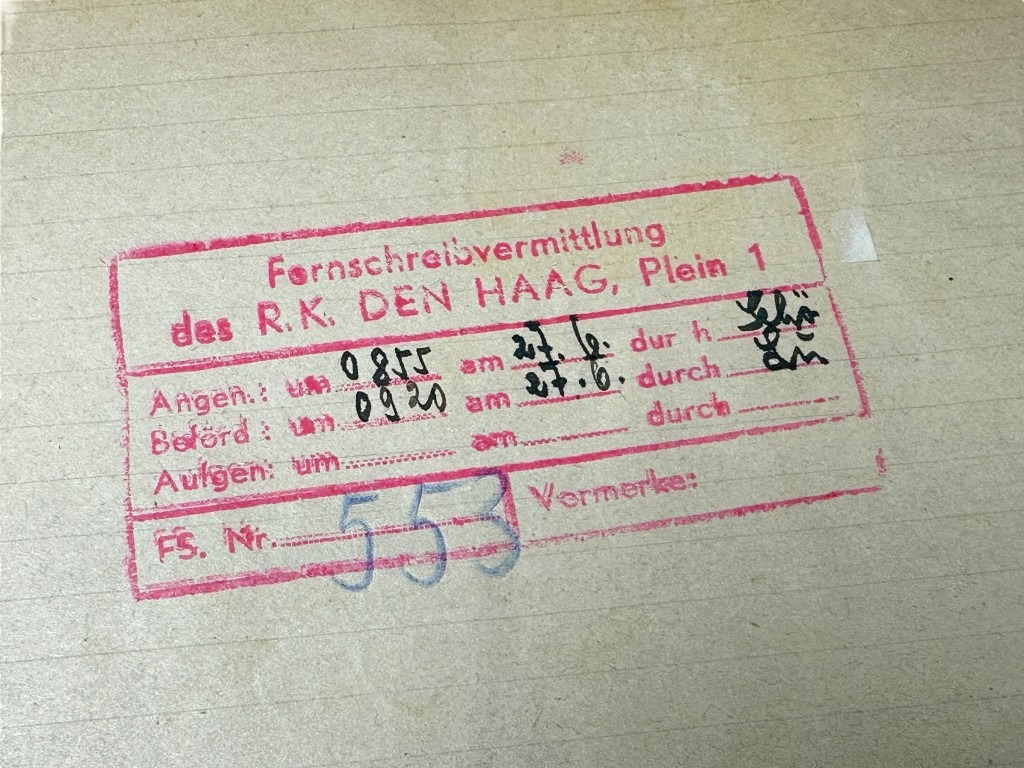 Fernschreibvermittlung
des R.K. DEN HAAG, Plein 1
Angen.: um 0855 am 27.6. durch
Beförd: um 0920 am 27.6. durch
Aufgen: um am durch
FS. Nr. 553 Vermerke: